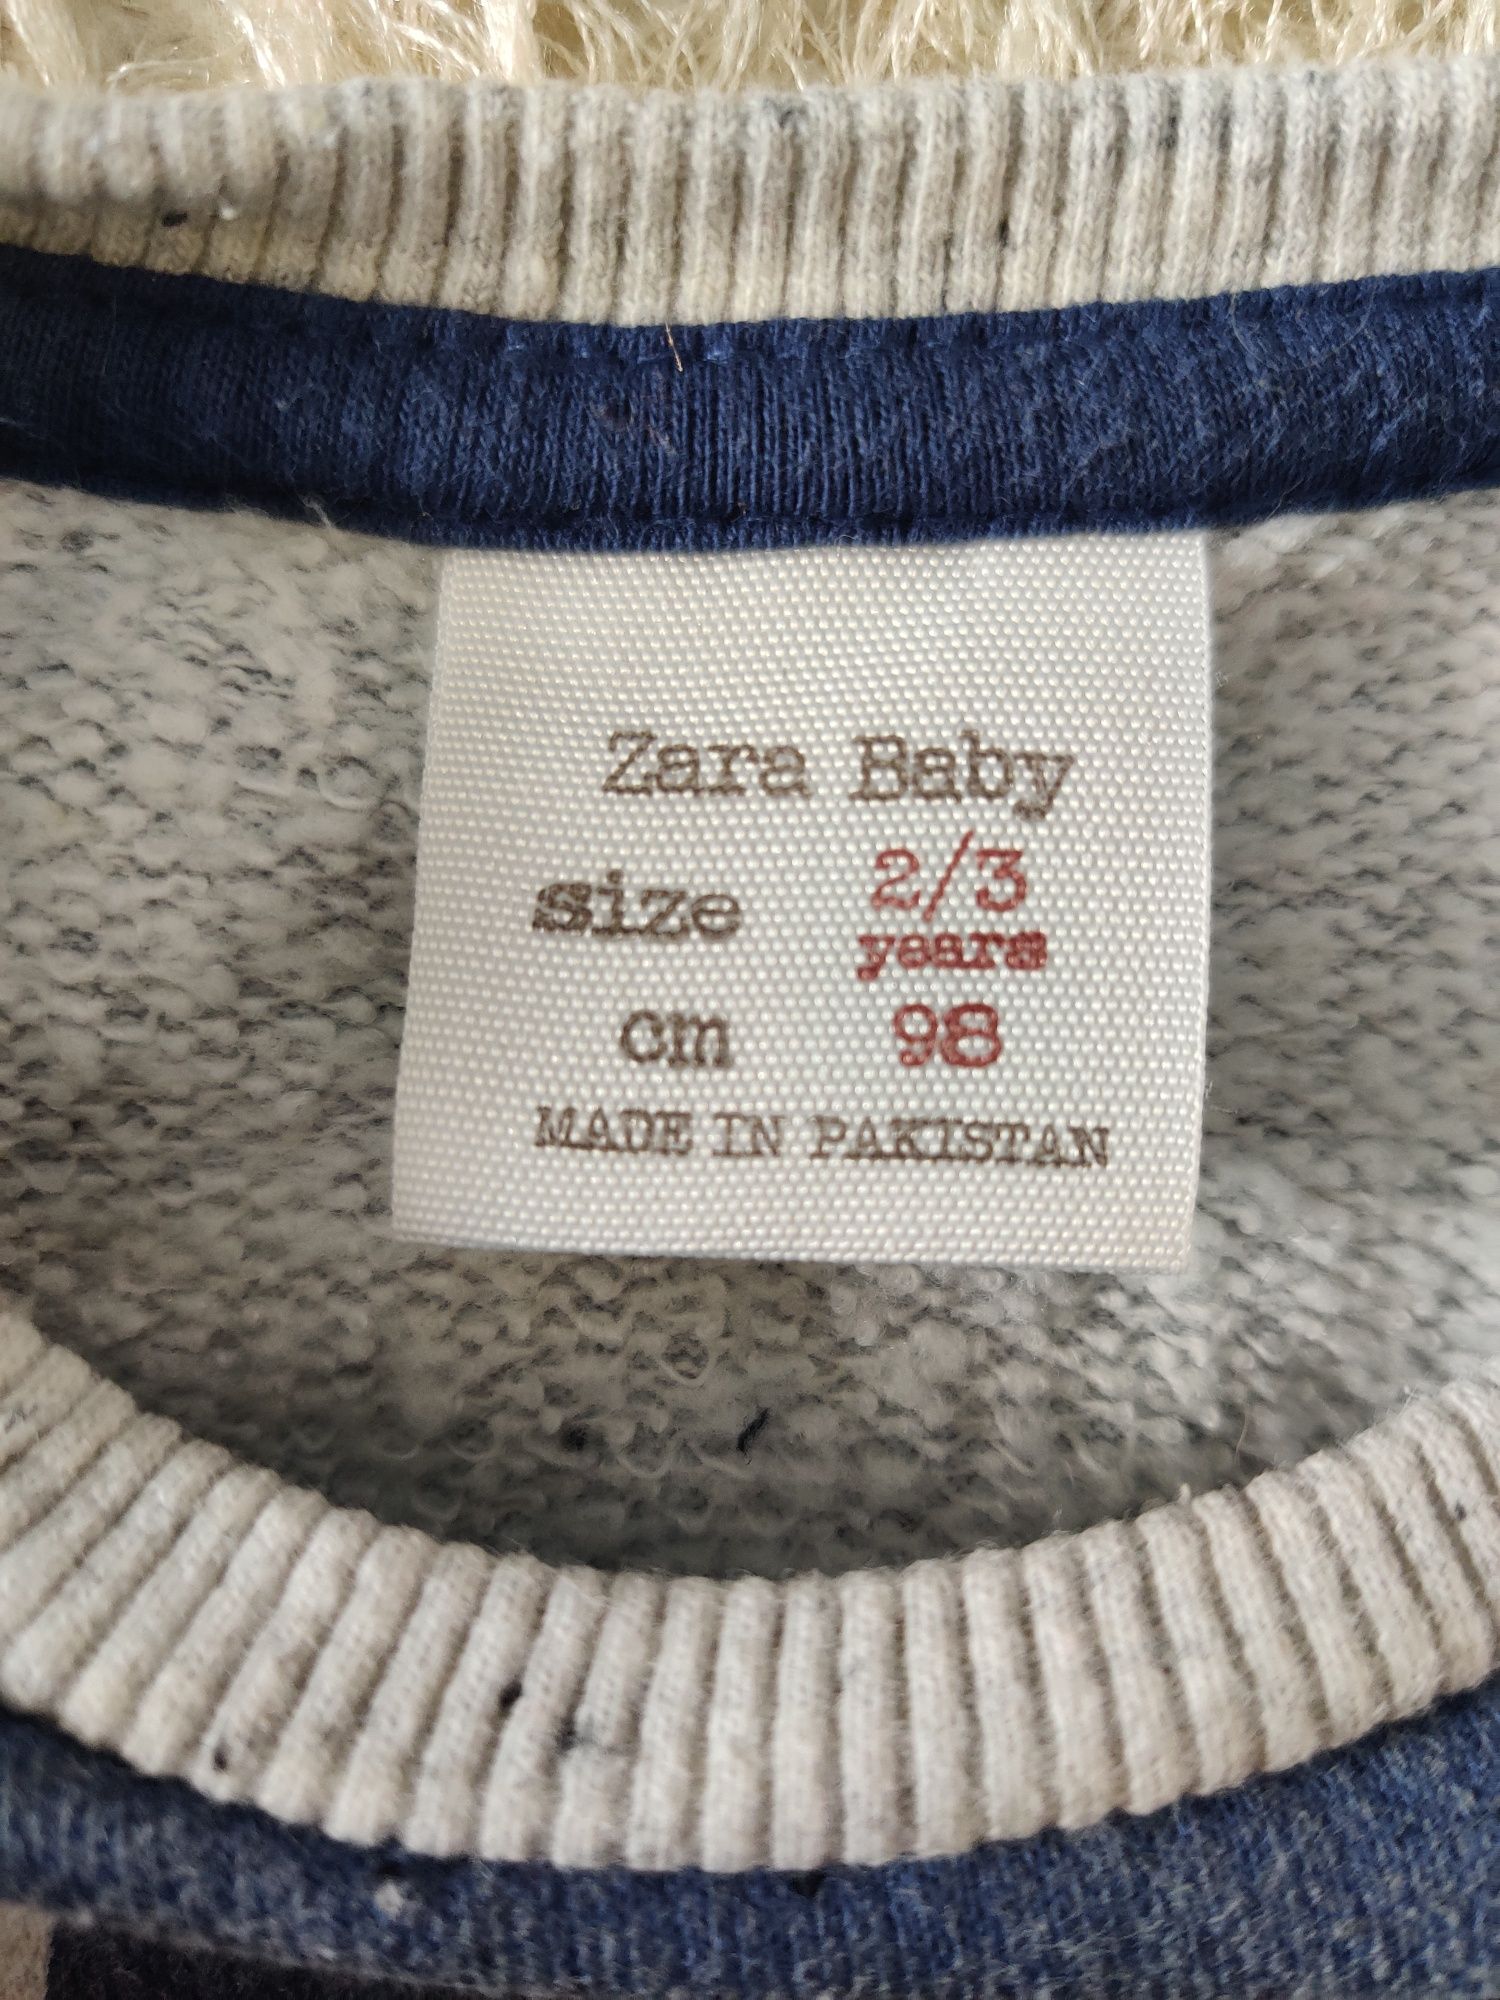 Zara Baby
size 2/3
years
cm 98
MADE IN PAKISTAN